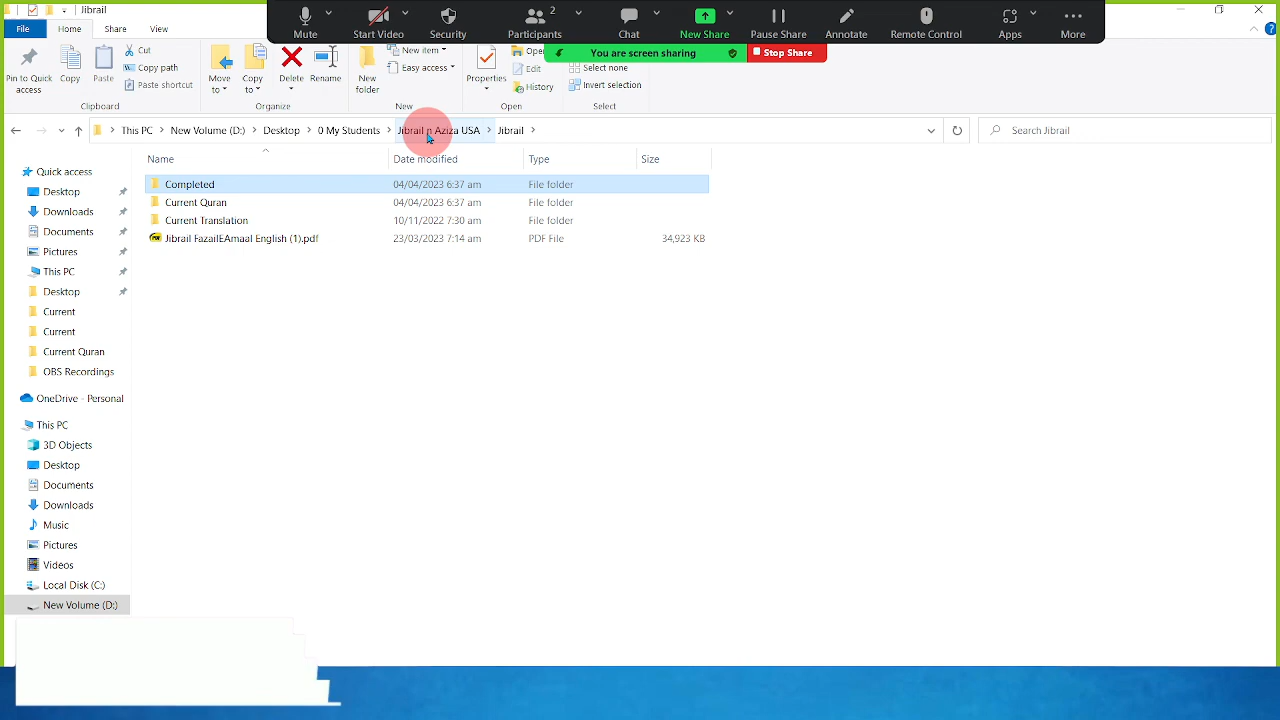 Jibrail
Mute
Start Video
Security
Participants
2
Chat
New Share
Pause Share
Annotate
Remote Control
Apps
More
You are screen sharing
Stop Share
File
Home
Share
View
Pin to Quick access
Copy
Paste
Cut
Copy path
Paste shortcut
Clipboard
Move to
Copy to
Delete
Rename
Organize
New folder
New item
Easy access
New
Properties
Edit
History
Open
Select none
Invert selection
Select
This PC > New Volume (D:) > Desktop > 0 My Students > Jibrail n Aziza USA > Jibrail >
Search Jibrail
Name Date modified Type Size
Completed 04/04/2023 6:37 am File folder
Current Quran 04/04/2023 6:37 am File folder
Current Translation 10/11/2022 7:30 am File folder
Jibrail FazailEAmaal English (1).pdf 23/03/2023 7:14 am PDF File 34,923 KB
Quick access
Desktop
Downloads
Documents
Pictures
This PC
Desktop
Current
Current
Current Quran
OBS Recordings
OneDrive - Personal
This PC
3D Objects
Desktop
Documents
Downloads
Music
Pictures
Videos
Local Disk (C:)
New Volume (D:)